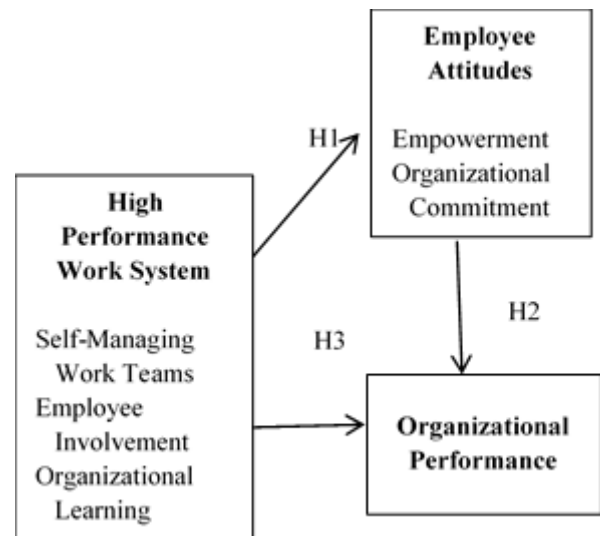 Employee
Attitudes
Empowerment
Organizational
Commitment
H1
High
Performance
Work System
Self-Managing
Work Teams
Employee
Involvement
Organizational
Learning
H3
H2
Organizational
Performance